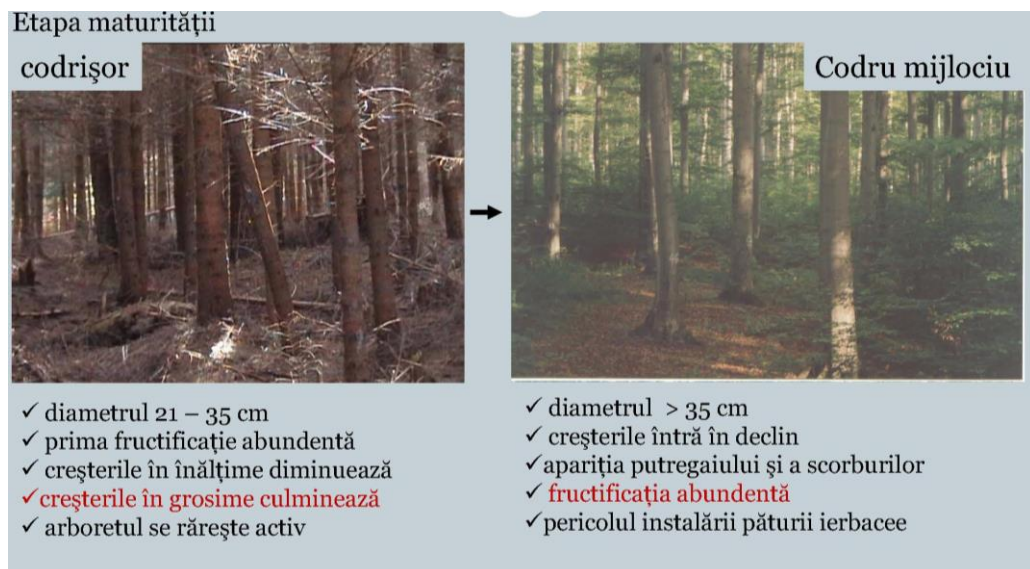 Etapa maturității
codrişor
Codru mijlociu
✓ diametrul 21 – 35 cm
✓ prima fructificație abundentă
✓ creşterile în înălțime diminuează
✓creşterile în grosime culminează
✓ arboretul se răreşte activ
✓ diametrul > 35 cm
✓ creşterile întră în declin
✓apariția putregaiului şi a scorburilor
✓ fructificația abundentă
✓pericolul instalării păturii ierbacee